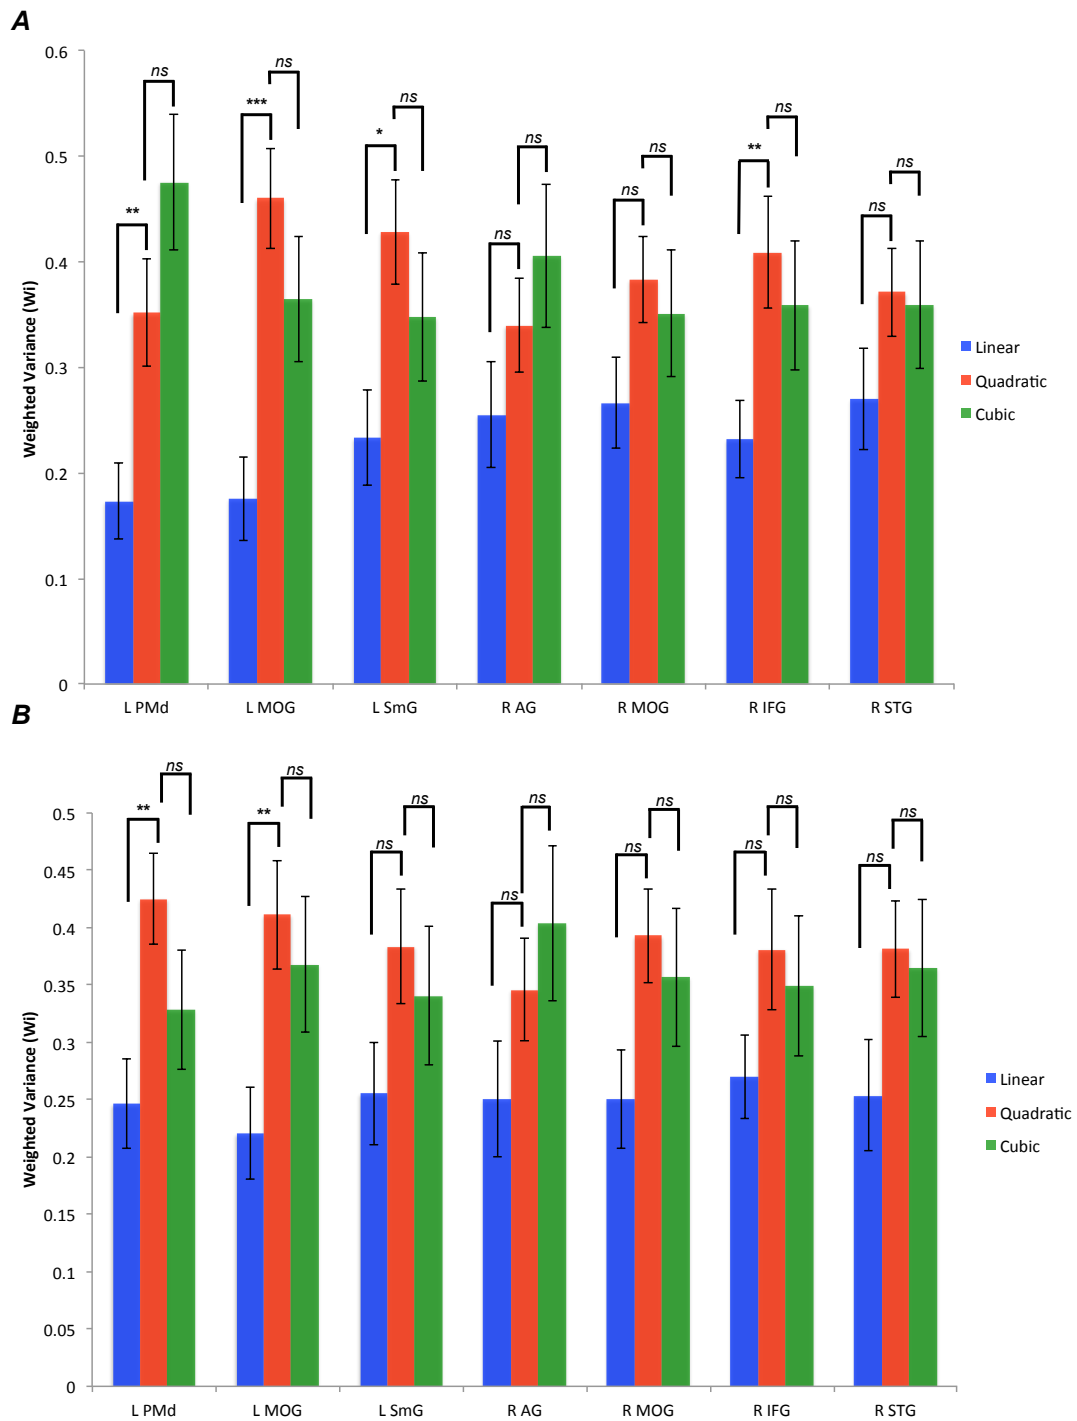 A
0.6
0.5
0.4
0.3
0.2
0.1
0
Weighted Variance (Wi)
ns
**
ns
***
ns
*
ns
ns
ns
ns
ns
**
ns
ns
L PMd
L MOG
L SmG
R AG
R MOG
R IFG
R STG
Linear
Quadratic
Cubic
B
0.5
0.45
0.4
0.35
0.3
0.25
0.2
0.15
0.1
0.05
0
Weighted Variance (Wi)
ns
**
ns
**
ns
ns
ns
ns
ns
ns
ns
ns
ns
ns
L PMd
L MOG
L SmG
R AG
R MOG
R IFG
R STG
Linear
Quadratic
Cubic